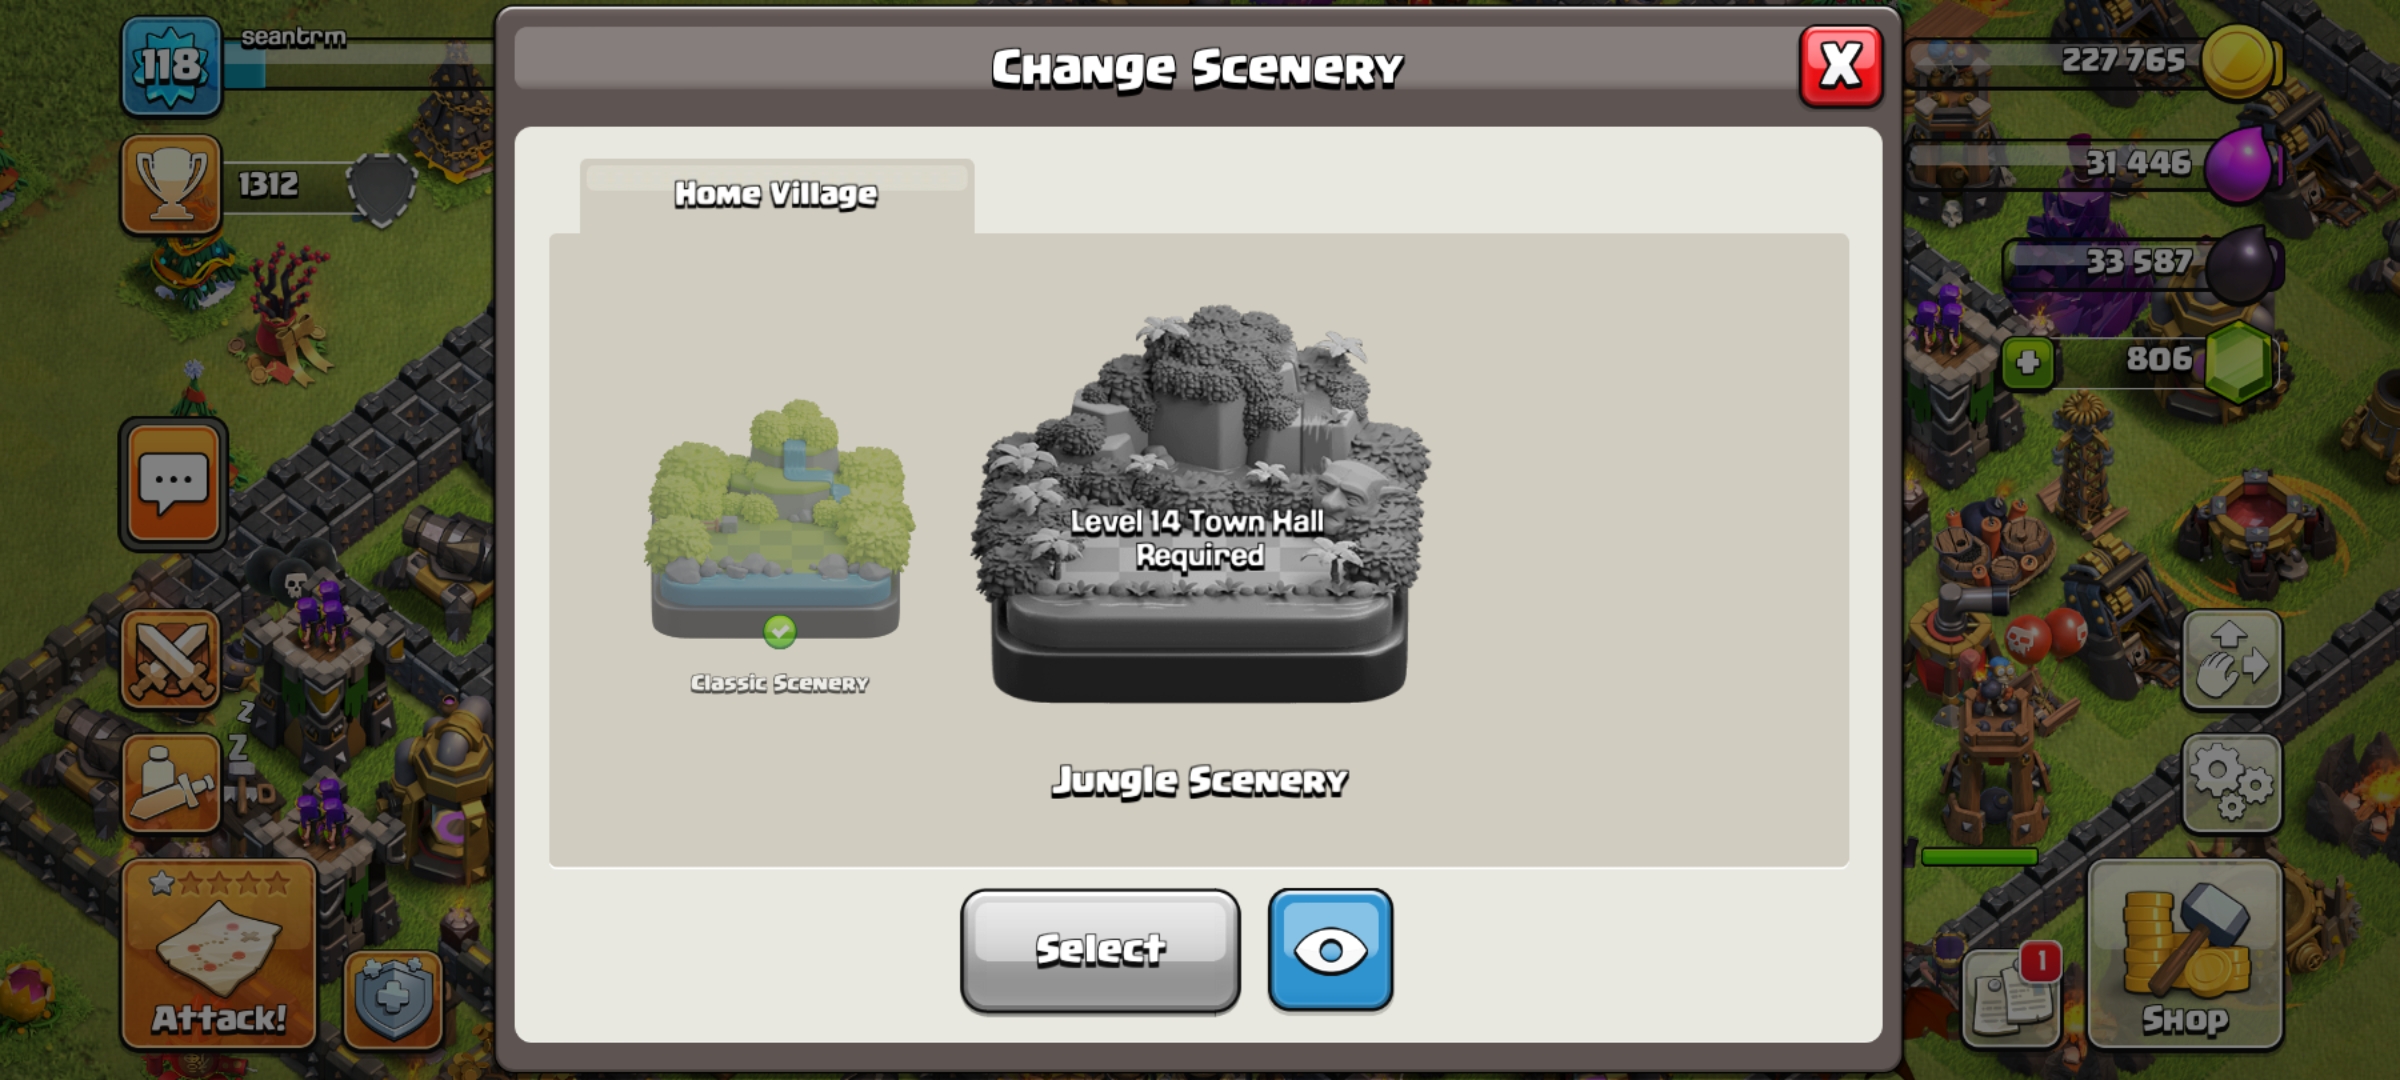 118
seantrm
Change Scenery
X
227 765
1312
Home Village
31 446
33 587
806
Level 14 Town Hall
Required
Classic Scenery
Z
Z
Jungle Scenery
Select
Attack!
1
Shop